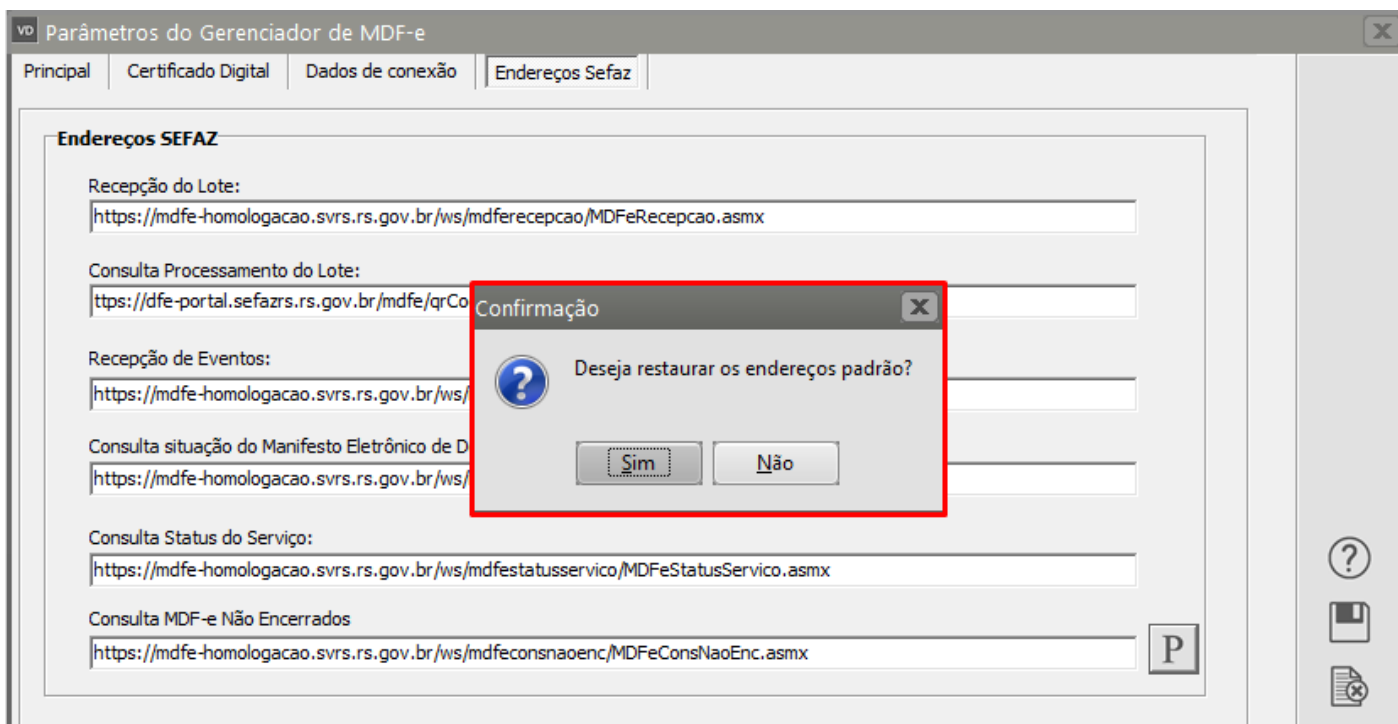 VD Parâmetros do Gerenciador de MDF-e
Principal Certificado Digital Dados de conexão Endereços Sefaz
Endereços SEFAZ
Recepção do Lote:
https://mdfe-homologacao.svrs.rs.gov.br/ws/mdferecepcao/MDFeRecepcao.asmx
Consulta Processamento do Lote:
ttps://dfe-portal.sefazrs.rs.gov.br/mdfe/qrCo
Recepção de Eventos:
https://mdfe-homologacao.svrs.rs.gov.br/ws/
Consulta situação do Manifesto Eletrônico de D
https://mdfe-homologacao.svrs.rs.gov.br/ws/
Confirmação
Deseja restaurar os endereços padrão?
Sim Não
Consulta Status do Serviço:
https://mdfe-homologacao.svrs.rs.gov.br/ws/mdfestatusservico/MDFeStatusServico.asmx
Consulta MDF-e Não Encerrados
https://mdfe-homologacao.svrs.rs.gov.br/ws/mdfeconsnaoenc/MDFeConsNaoEnc.asmx
P